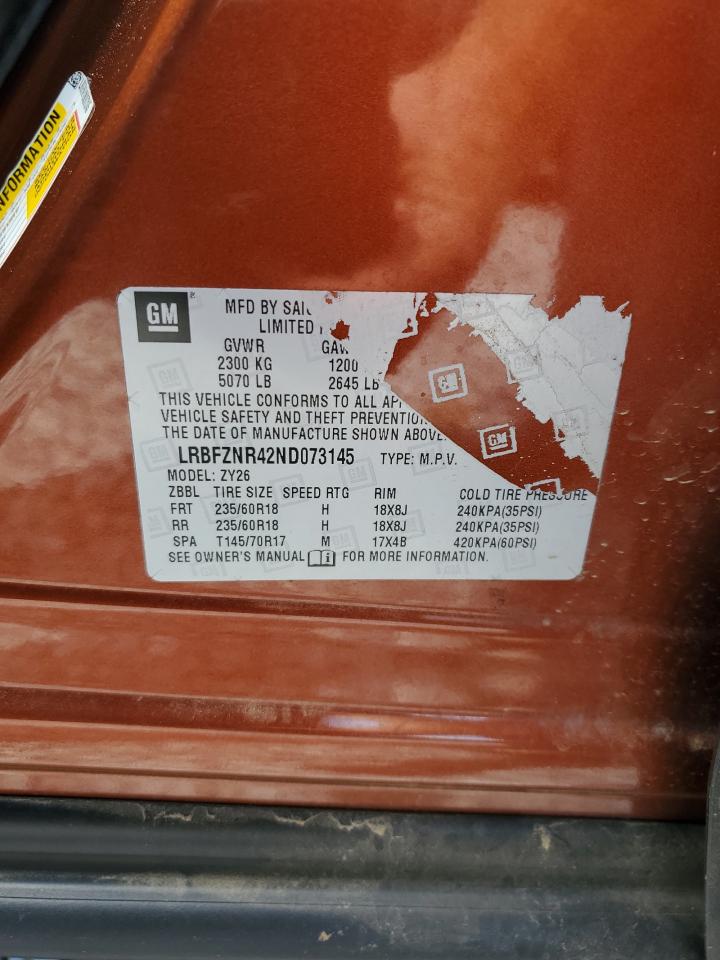 INFORMATION
GM
MFD BY SAIC
LIMITED
GVWR GAW
2300 KG 1200
5070 LB 2645 LB
THIS VEHICLE CONFORMS TO ALL AP
VEHICLE SAFETY AND THEFT PREVENTION
THE DATE OF MANUFACTURE SHOWN ABOVE.
LRBFZNR42ND073145 TYPE: M.P.V.
MODEL: ZY26
ZBBL TIRE SIZE SPEED RTG RIM COLD TIRE PRESSURE
FRT 235/60R18 H 18X8J 240KPA(35PSI)
RR 235/60R18 H 18X8J 240KPA(35PSI)
SPA T145/70R17 M 17X4B 420KPA(60PSI)
SEE OWNER'S MANUAL FOR MORE INFORMATION.
GM
GM